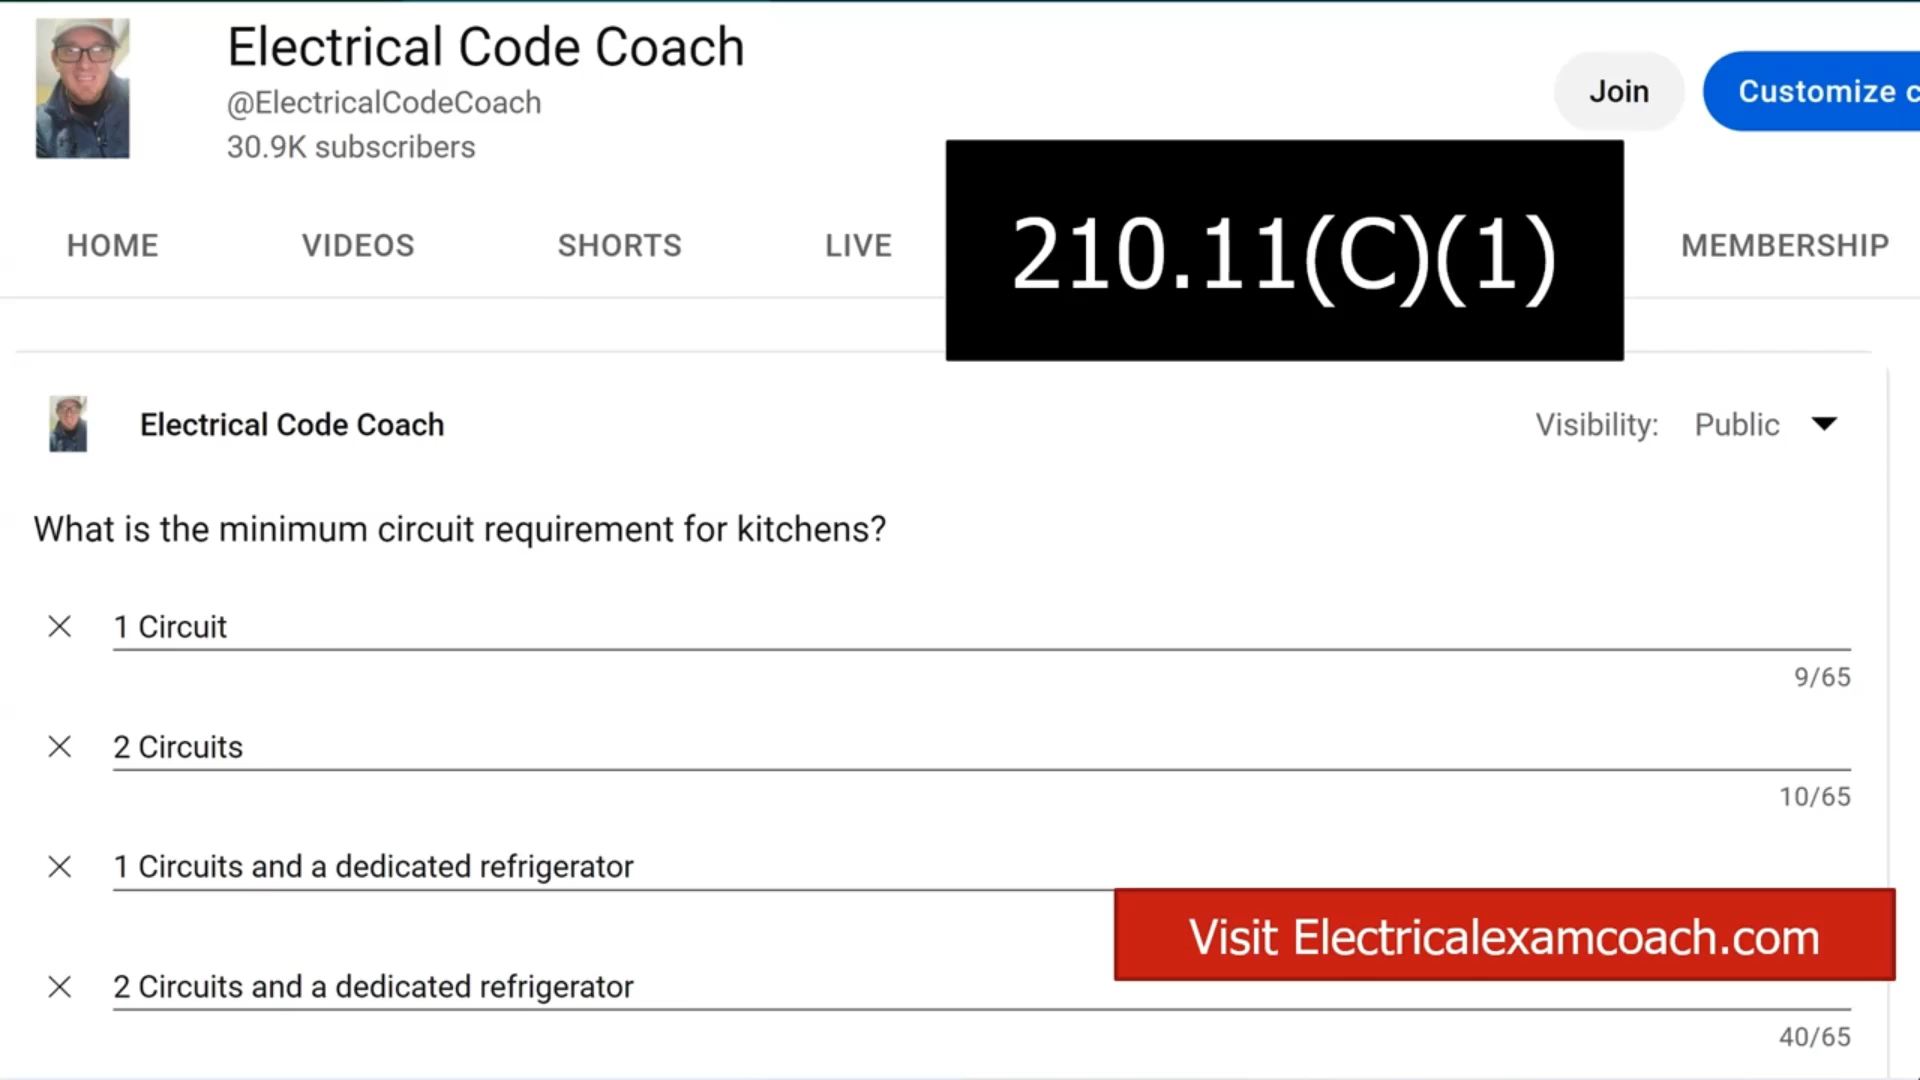 Electrical Code Coach
@ElectricalCodeCoach
30.9K subscribers
Join
Customize c
HOME
VIDEOS
SHORTS
LIVE
210.11(C)(1)
MEMBERSHIP
Electrical Code Coach
Visibility: Public
What is the minimum circuit requirement for kitchens?
1 Circuit
9/65
2 Circuits
10/65
1 Circuits and a dedicated refrigerator
Visit Electricalexamcoach.com
2 Circuits and a dedicated refrigerator
40/65